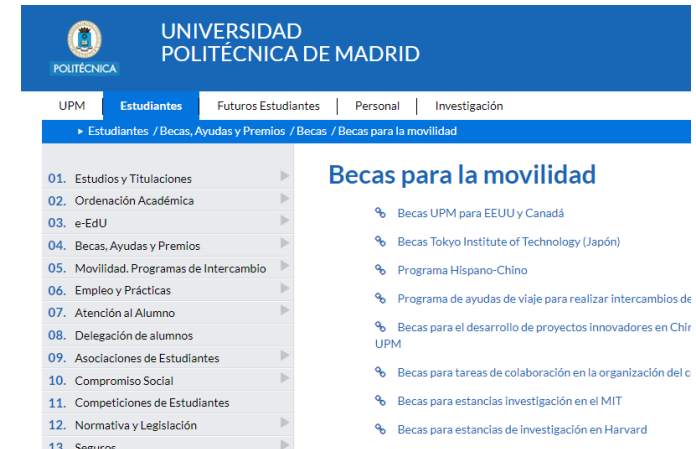 UNIVERSIDAD
POLITÉCNICA DE MADRID
POLITÉCNICA
UPM Estudiantes Futuros Estudiantes Personal Investigación
Estudiantes / Becas, Ayudas y Premios / Becas / Becas para la movilidad
01. Estudios y Titulaciones
02. Ordenación Académica
03. e-EdU
04. Becas, Ayudas y Premios
05. Movilidad. Programas de Intercambio
06. Empleo y Prácticas
07. Atención al Alumno
08. Delegación de alumnos
09. Asociaciones de Estudiantes
10. Compromiso Social
11. Competiciones de Estudiantes
12. Normativa y Legislación
13. Seguros
Becas para la movilidad
Becas UPM para EEUU y Canadá
Becas Tokyo Institute of Technology (Japón)
Programa Hispano-Chino
Programa de ayudas de viaje para realizar intercambios de
Becas para el desarrollo de proyectos innovadores en
UPM
Becas para tareas de colaboración en la organización del
Becas para estancias investigación en el MIT
Becas para estancias de investigación en Harvard